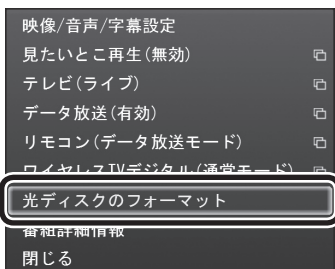 映像/音声/字幕設定
見たいとこ再生(無効)
テレビ(ライブ)
データ放送(有効)
リモコン(データ放送モード)
ワイヤレスTVデジタル(通常モード)
光ディスクのフォーマット
番組詳細情報
閉じる